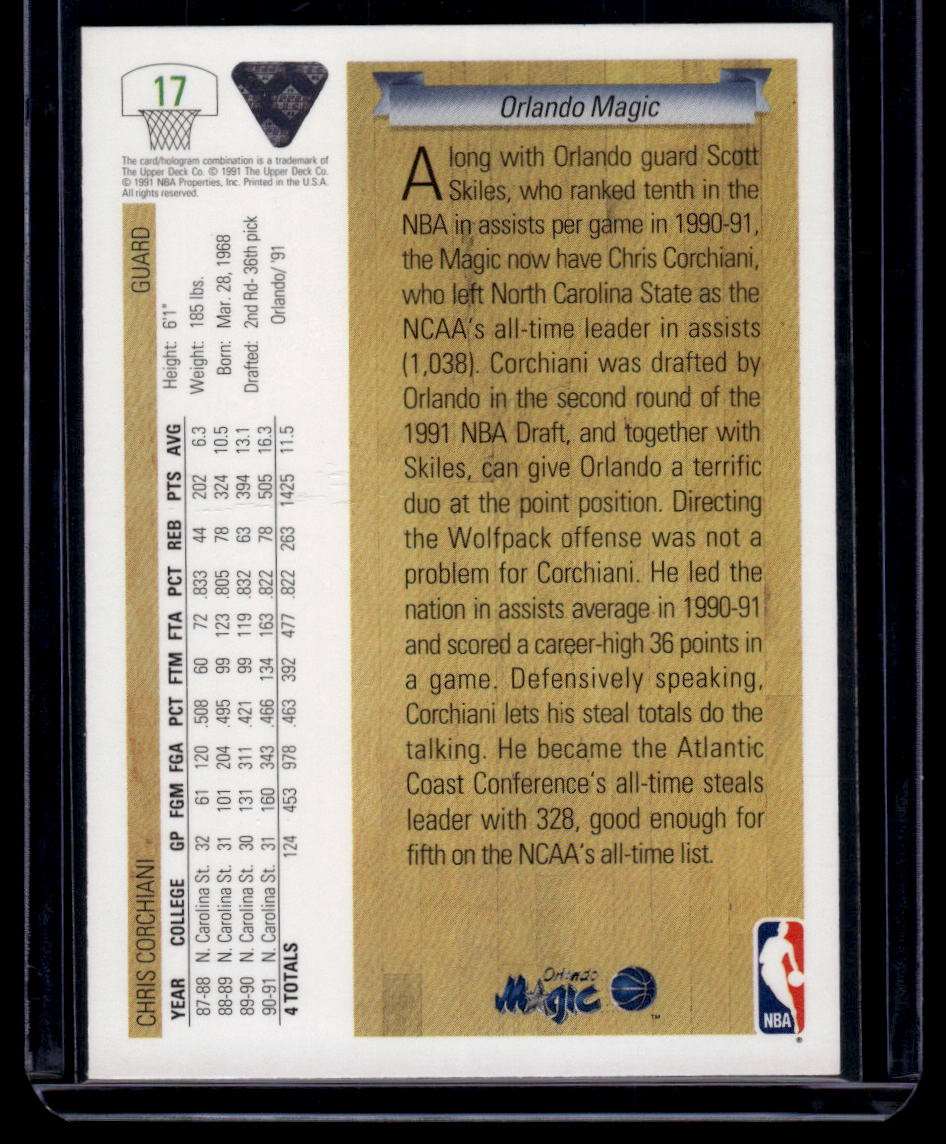 17
The card/hologram combination is a trademark of
The Upper Deck Co. © 1991 The Upper Deck Co.
© 1991 NBA Properties, Inc. Printed in the U.S.A.
All rights reserved.
CHRIS CORCHIANI GUARD
Height: 6'1"
Weight: 185 lbs.
Born: Mar. 28, 1968
Drafted: 2nd Rd- 36th pick
Orlando/ '91
YEAR COLLEGE GP FGM FGA PCT FTM FTA PCT REB PTS AVG
87-88 N. Carolina St. 32 61 120 .508 60 72 .833 44 202 6.3
88-89 N. Carolina St. 31 101 204 .495 99 123 .805 78 324 10.5
89-90 N. Carolina St. 30 131 311 .421 99 119 .832 63 394 13.1
90-91 N. Carolina St. 31 160 343 .466 134 163 .822 78 505 16.3
4 TOTALS 124 453 978 .463 392 477 .822 263 1425 11.5
Orlando Magic
Along with Orlando guard Scott
Skiles, who ranked tenth in the
NBA in assists per game in 1990-91,
the Magic now have Chris Corchiani,
who left North Carolina State as the
NCAA's all-time leader in assists
(1,038). Corchiani was drafted by
Orlando in the second round of the
1991 NBA Draft, and together with
Skiles, can give Orlando a terrific
duo at the point position. Directing
the Wolfpack offense was not a
problem for Corchiani. He led the
nation in assists average in 1990-91
and scored a career-high 36 points in
a game. Defensively speaking,
Corchiani lets his steal totals do the
talking. He became the Atlantic
Coast Conference's all-time steals
leader with 328, good enough for
fifth on the NCAA's all-time list.
Orlando
Magic
TM
NBA
®